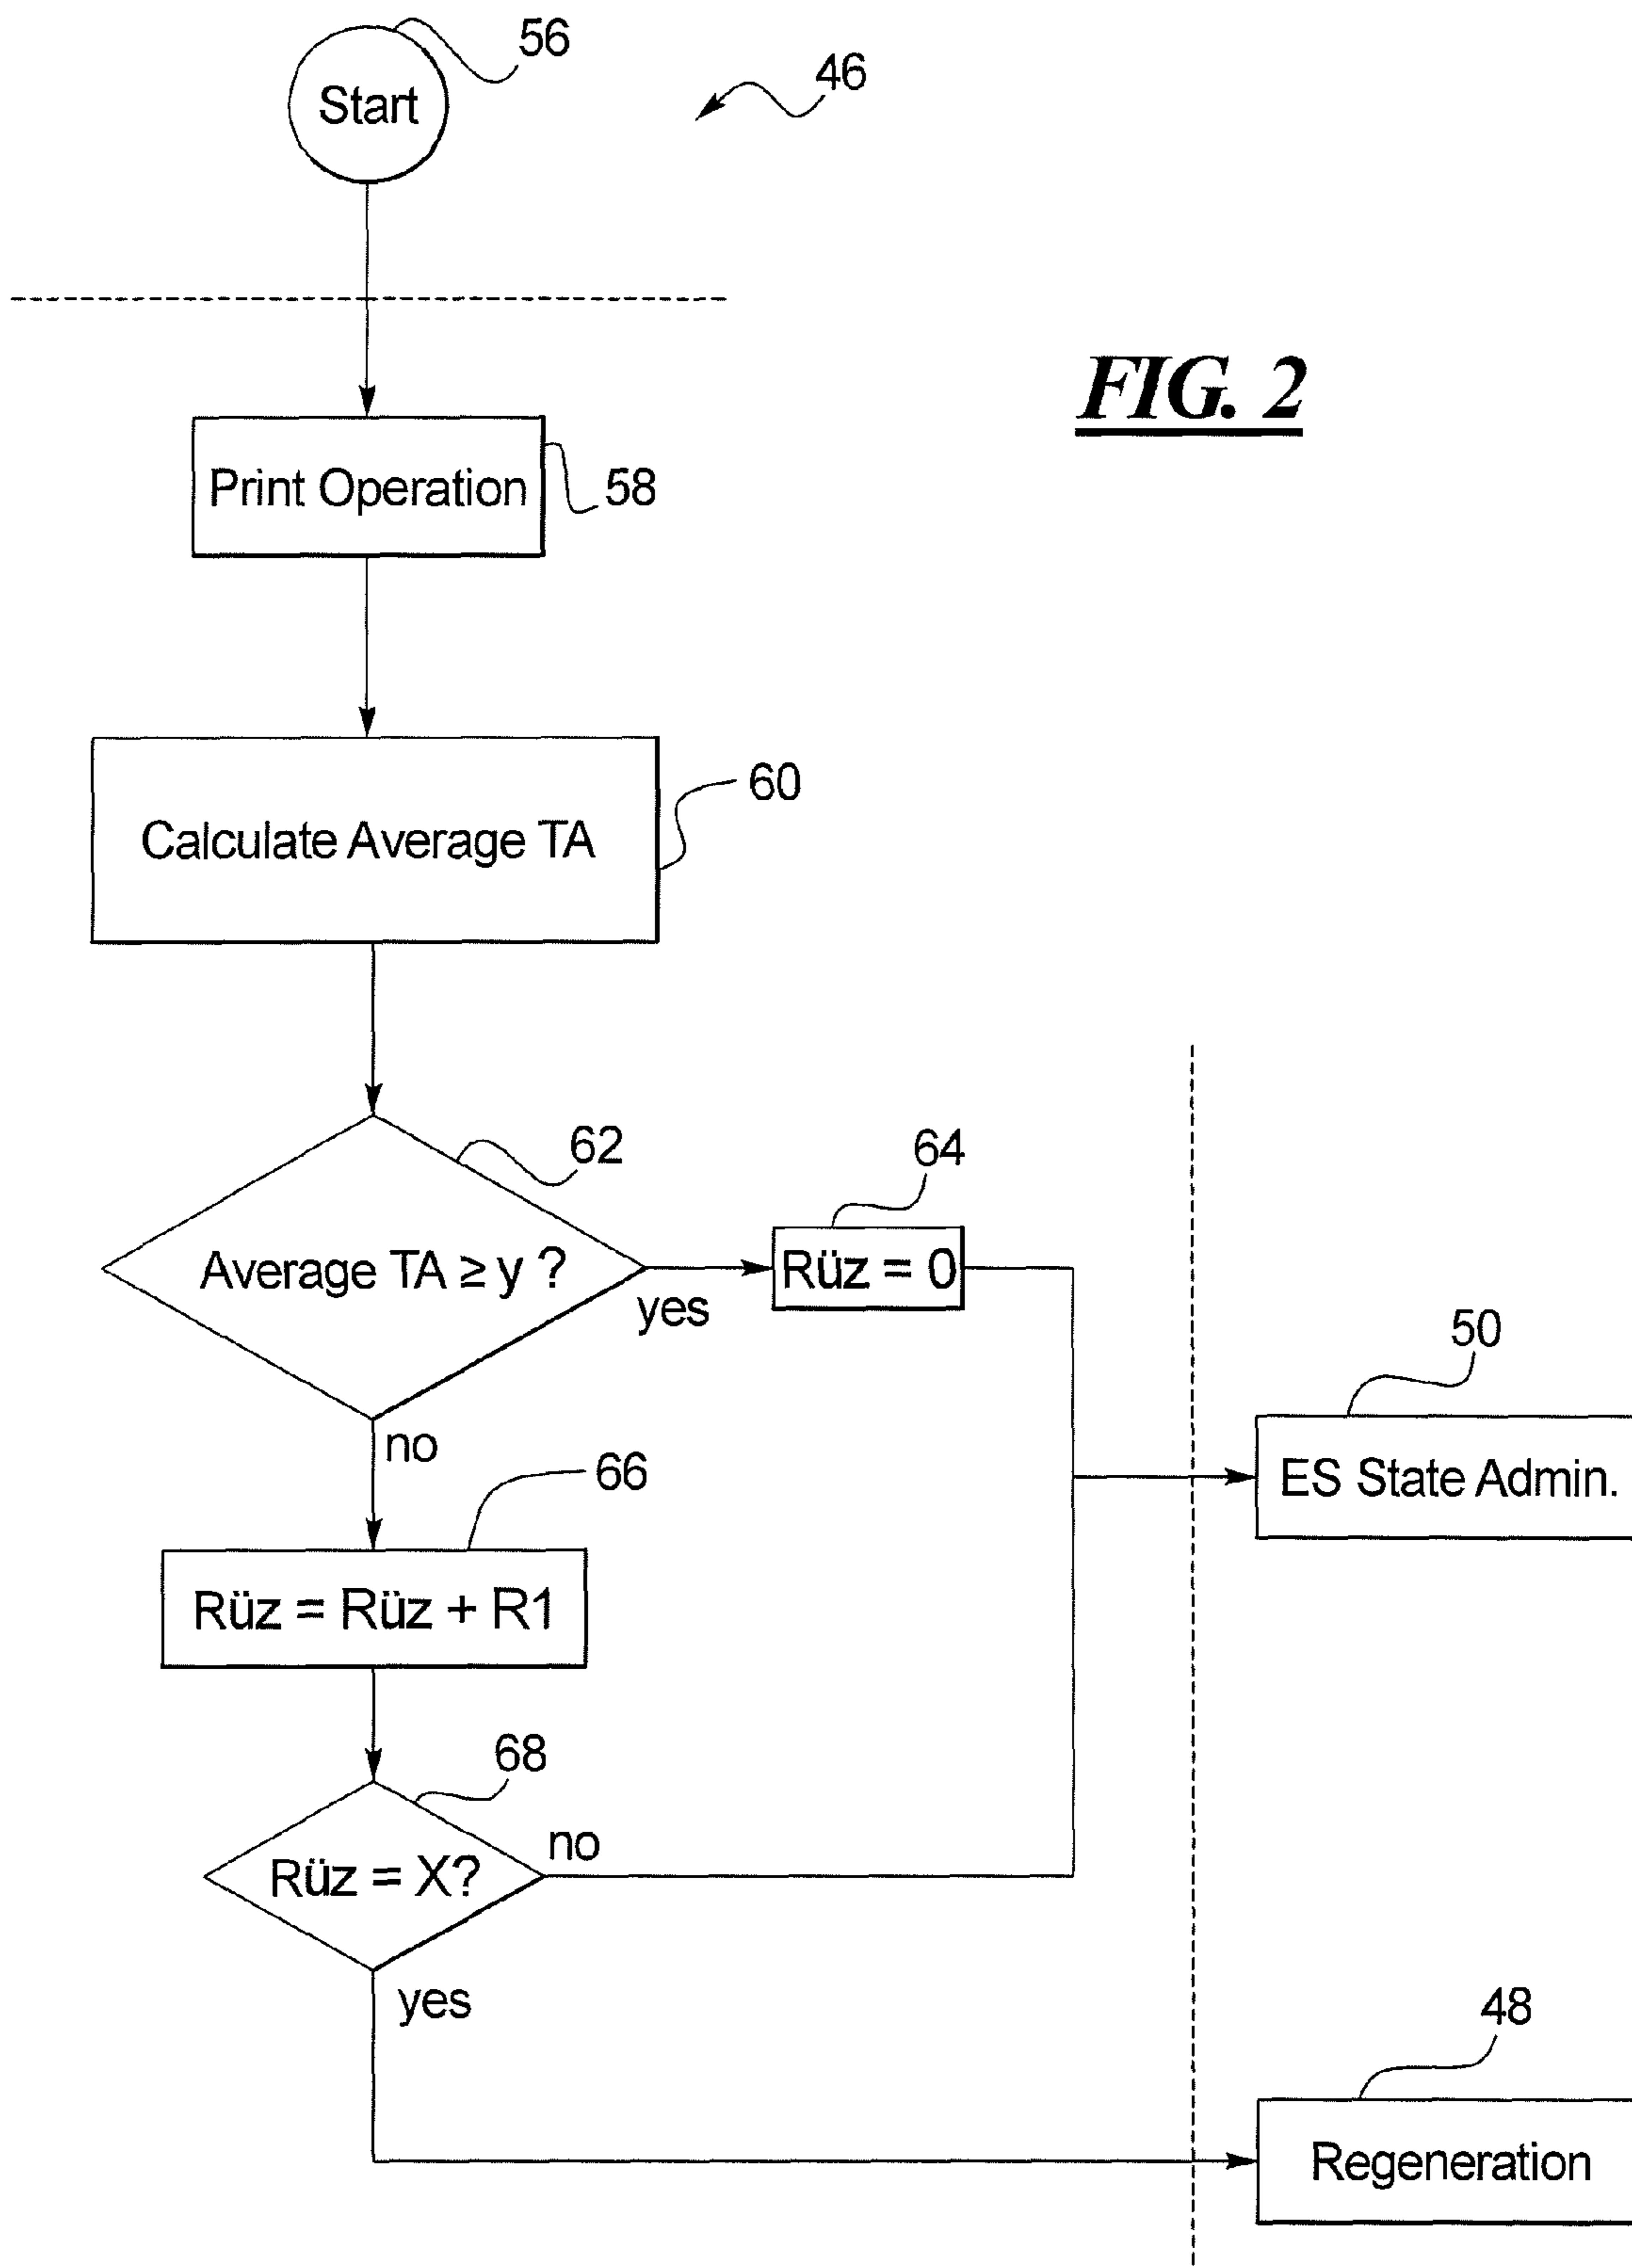 56
Start
46
FIG. 2
Print Operation
58
60
Calculate Average TA
62
64
Average TA ≥ y ?
yes
Rüz = 0
50
no
ES State Admin.
66
Rüz = Rüz + R1
68
no
Rüz = X?
yes
48
Regeneration